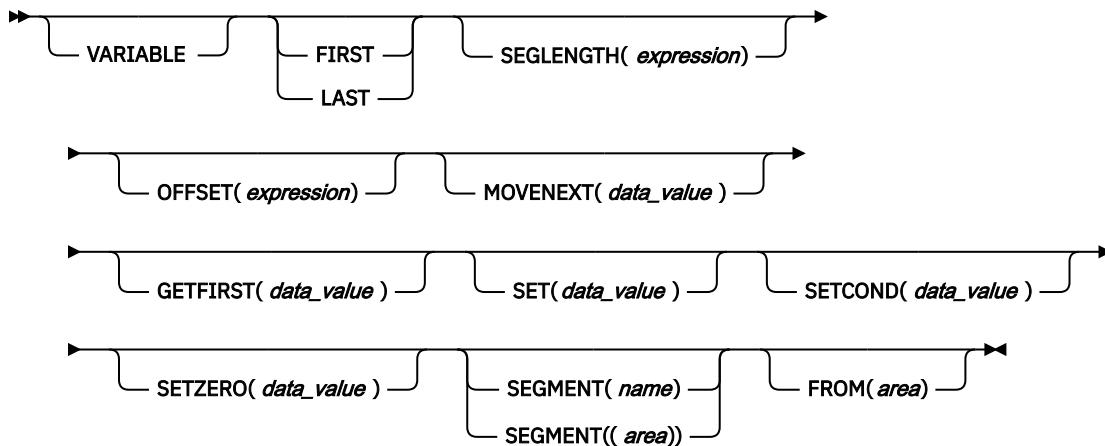 VARIABLE FIRST SEGLENGTH( expression)
LAST
OFFSET( expression) MOVENEXT( data_value )
GETFIRST( data_value ) SET(data_value ) SETCOND( data_value )
SETZERO( data_value ) SEGMENT( name) FROM(area)
SEGMENT(( area))